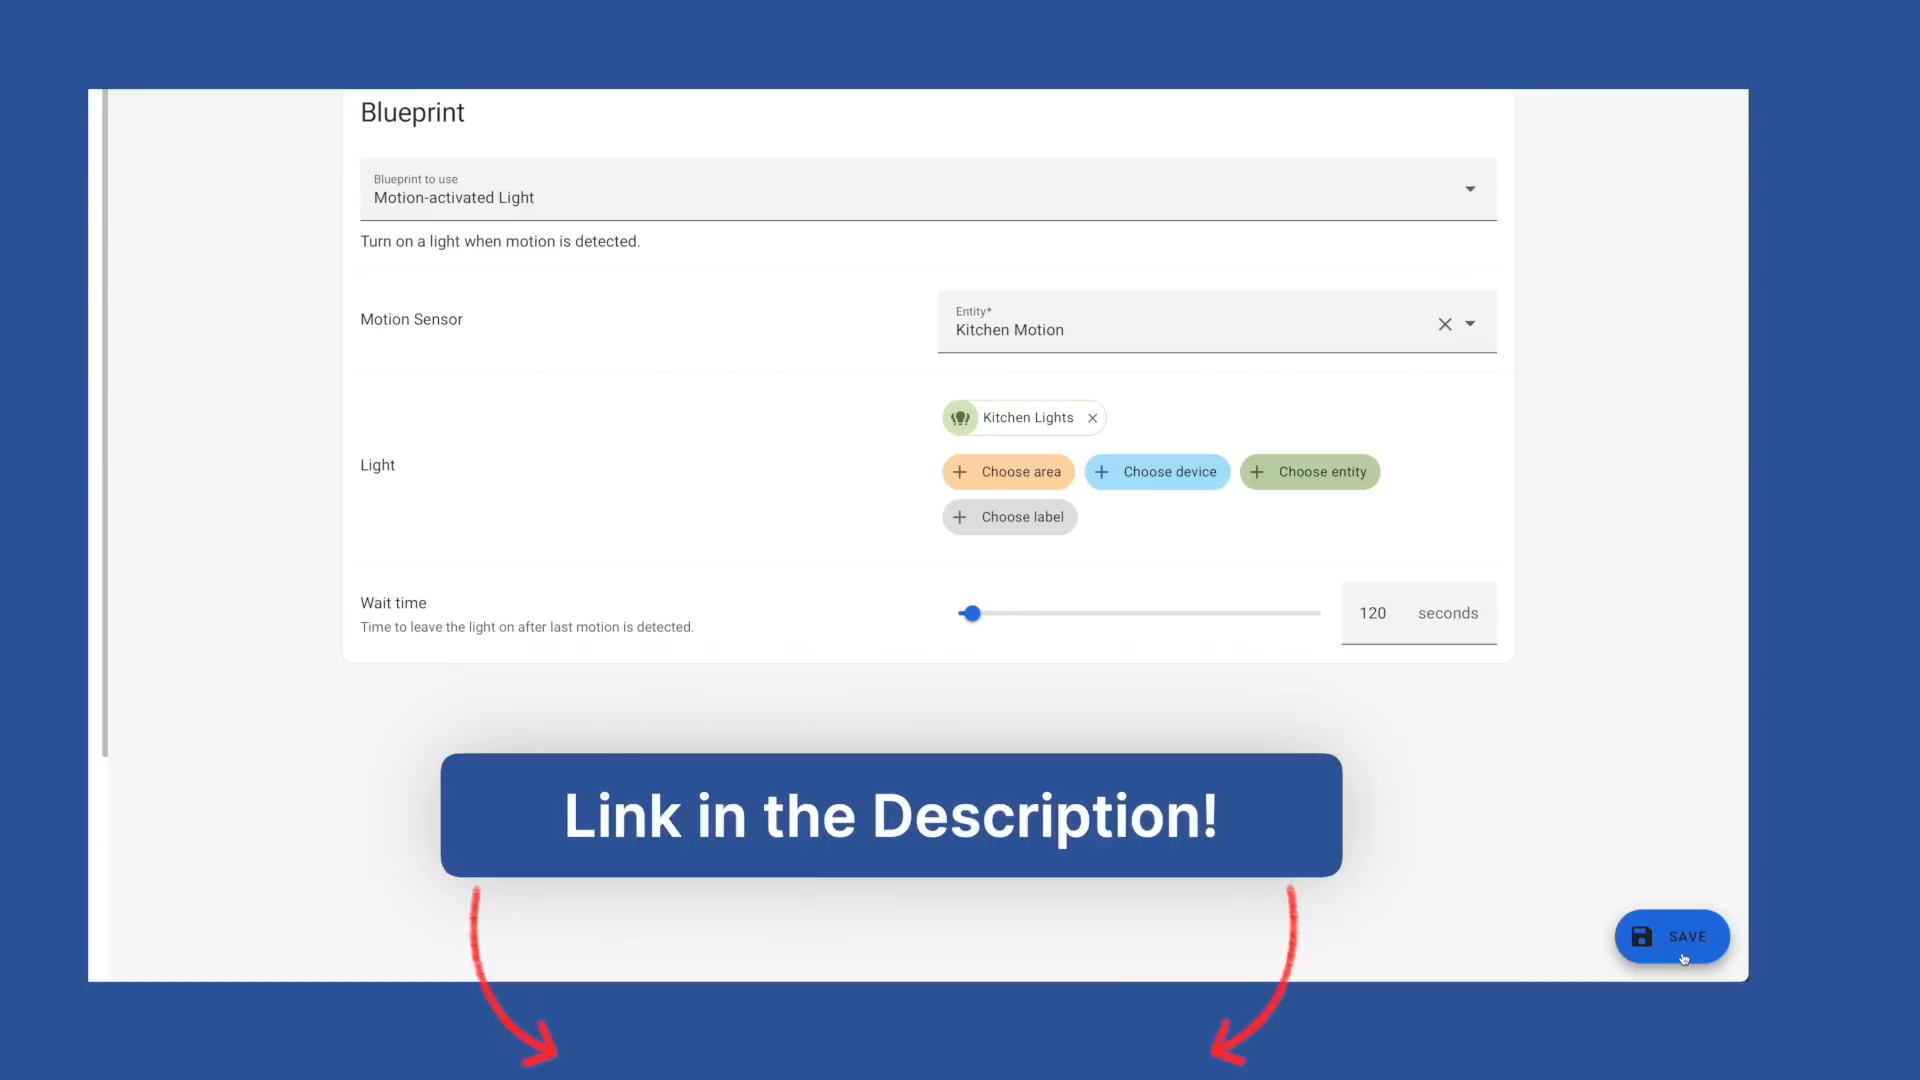 Blueprint
Blueprint to use
Motion-activated Light
Turn on a light when motion is detected.
Motion Sensor
Entity*
Kitchen Motion
Kitchen Lights
Light
Choose area
Choose device
Choose entity
Choose label
Wait time
Time to leave the light on after last motion is detected.
120 seconds
Link in the Description!
SAVE